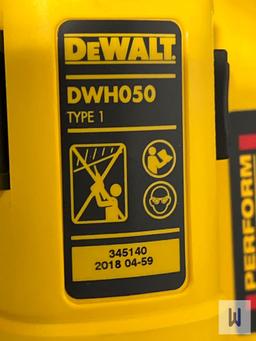 DEWALT
DWH050
TYPE 1
345140
2018 04-59
PERFORM
W